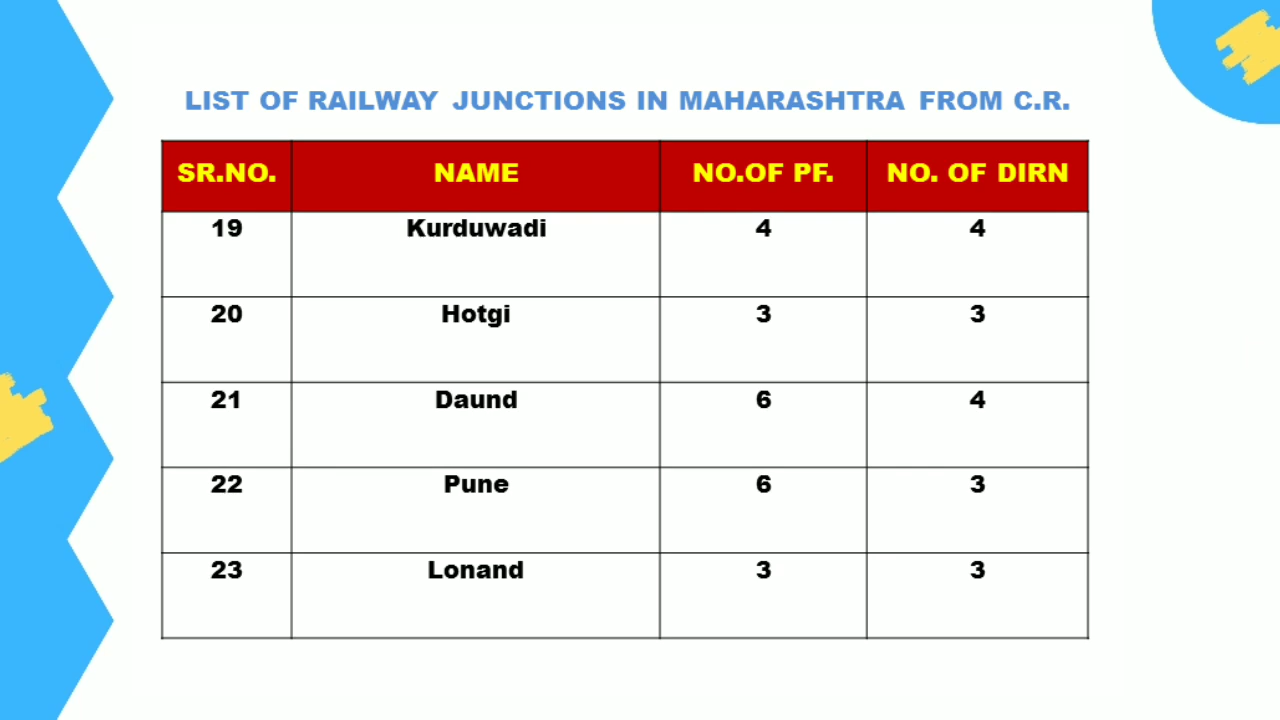 LIST OF RAILWAY JUNCTIONS IN MAHARASHTRA FROM C.R.
SR.NO. NAME NO.OF PF. NO. OF DIRN
19 Kurduwadi 4 4
20 Hotgi 3 3
21 Daund 6 4
22 Pune 6 3
23 Lonand 3 3